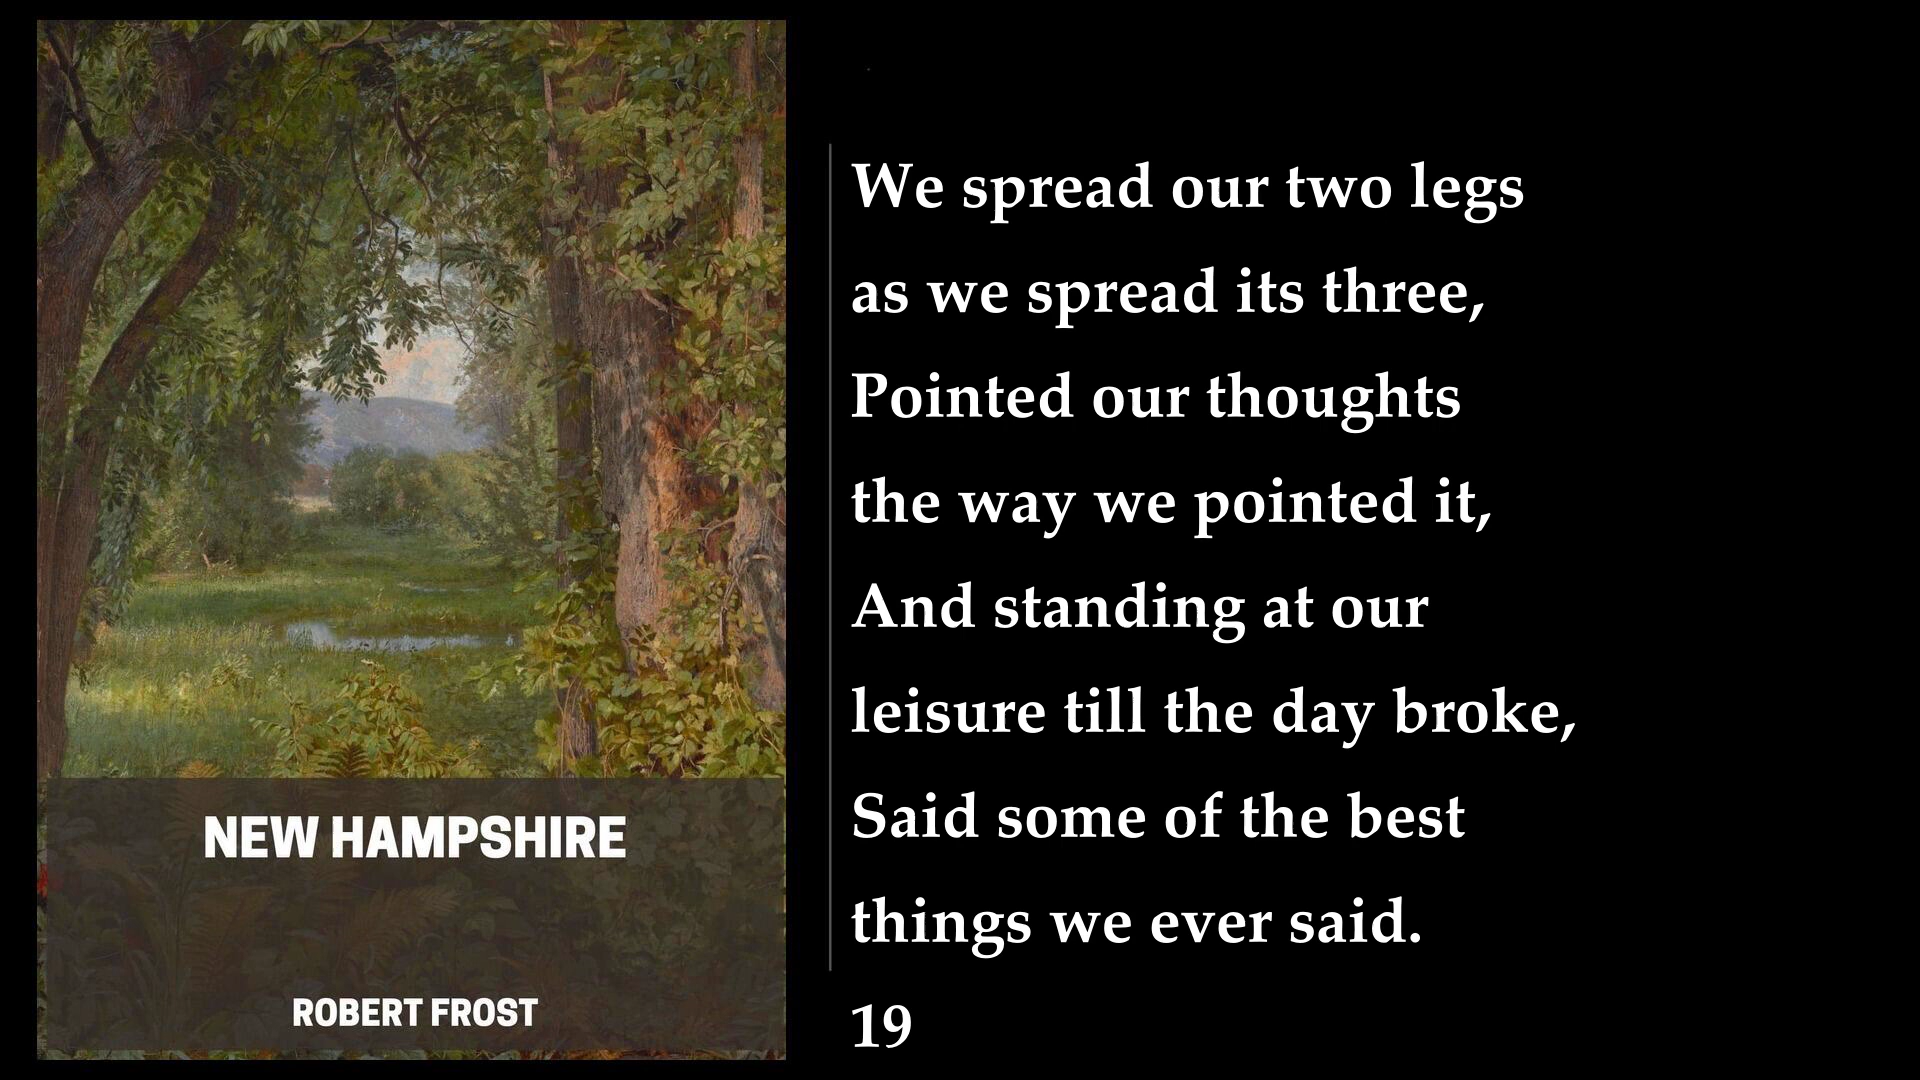 NEW HAMPSHIRE
ROBERT FROST
We spread our two legs
as we spread its three,
Pointed our thoughts
the way we pointed it,
And standing at our
leisure till the day broke,
Said some of the best
things we ever said.
19